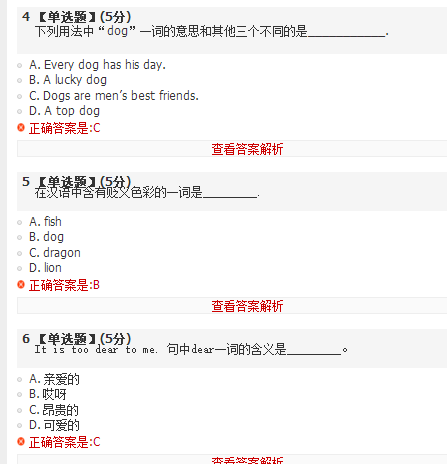 4 【单选题】(5分)
下列用法中“dog”一词的意思和其他三个不同的是____________.
A. Every dog has his day.
B. A lucky dog
C. Dogs are men’s best friends.
D. A top dog
正确答案是:C
查看答案解析
5 【单选题】(5分)
在汉语中含有贬义色彩的一词是_________.
A. fish
B. dog
C. dragon
D. lion
正确答案是:B
查看答案解析
6 【单选题】(5分)
It is too dear to me. 句中dear一词的含义是_________。
A. 亲爱的
B. 哎呀
C. 昂贵的
D. 可爱的
正确答案是:C
查看答案解析